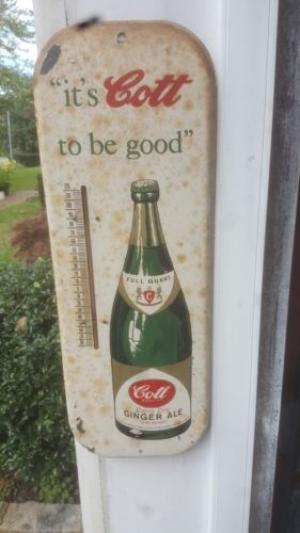 "it's Cott
to be good"
FULL QUART
C
Cott
GINGER ALE